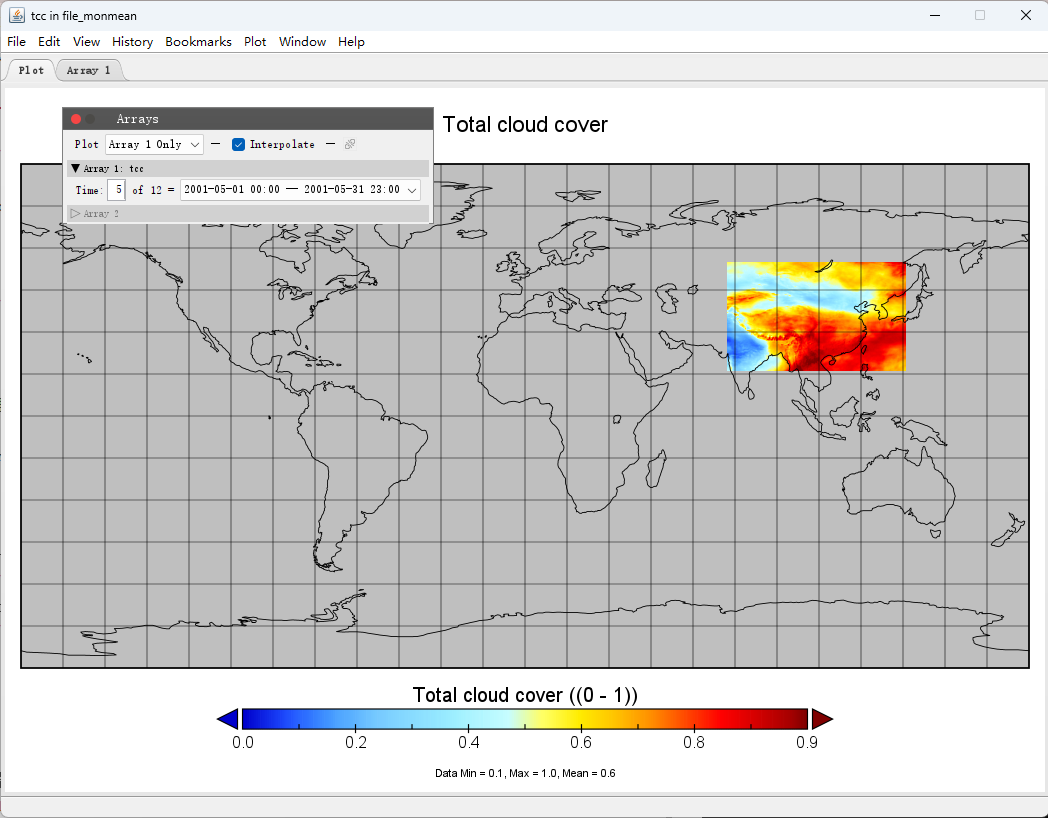 tcc in file_monmean
File Edit View History Bookmarks Plot Window Help
Plot Array 1
Arrays
Plot Array 1 Only Interpolate
Array 1: tcc
Time: 5 of 12 = 2001-05-01 00:00 — 2001-05-31 23:00
Array 2
Total cloud cover
Total cloud cover ((0 - 1))
0.0 0.2 0.4 0.6 0.8 0.9
Data Min = 0.1, Max = 1.0, Mean = 0.6